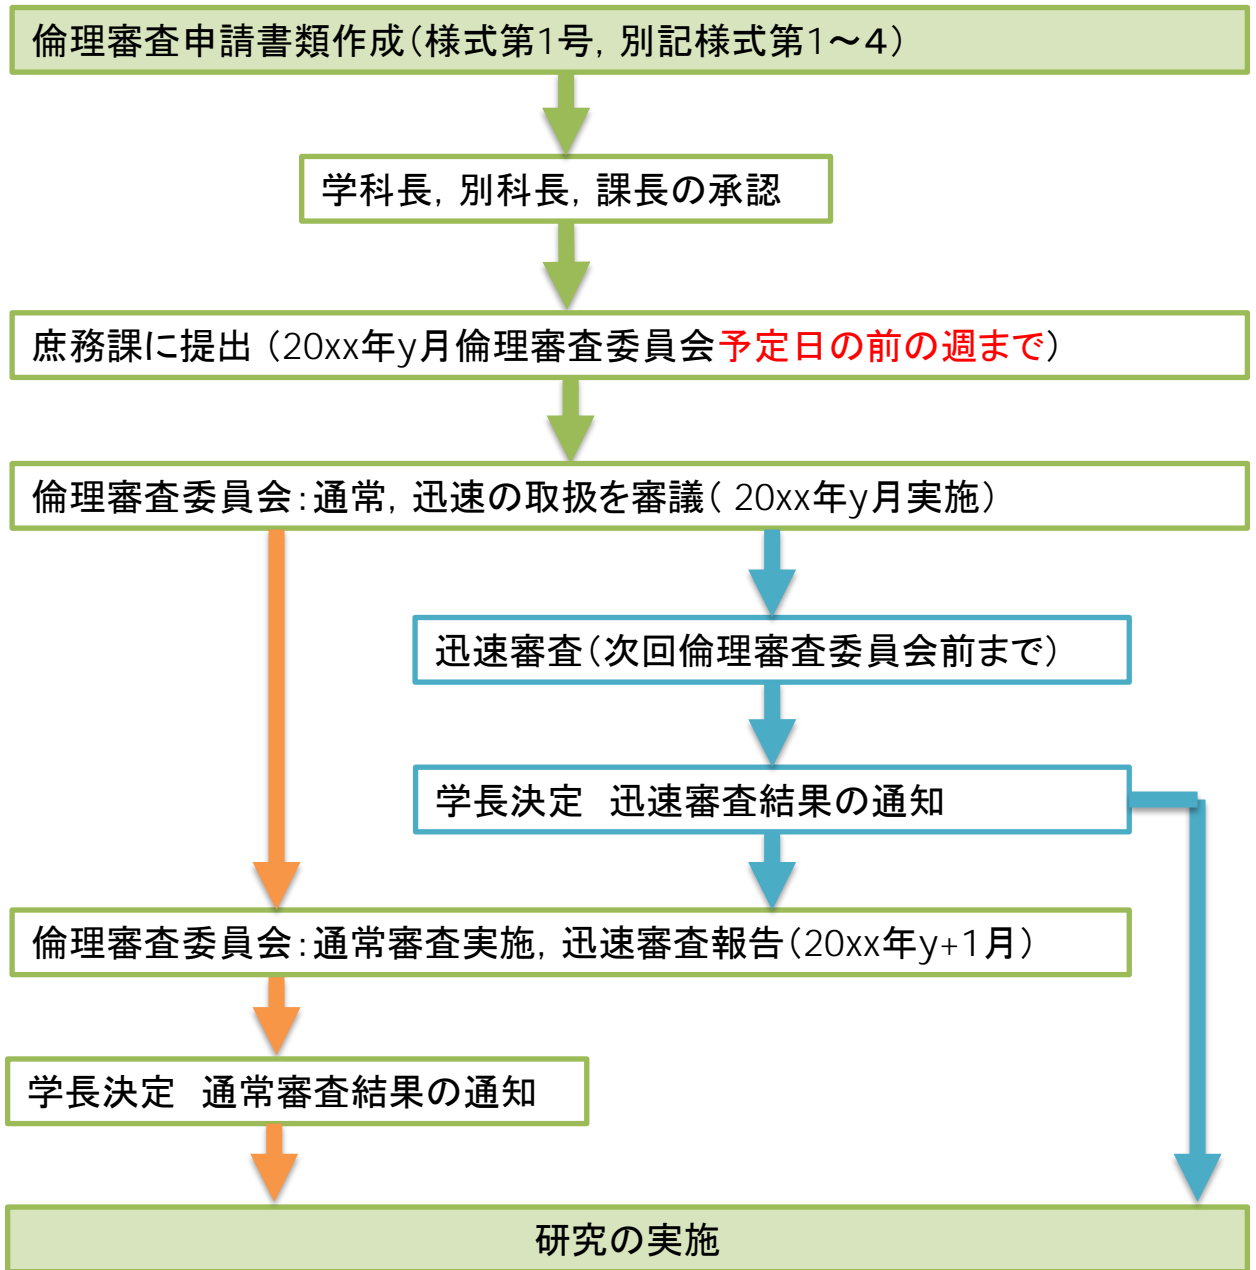 倫理審査申請書類作成（様式第1号，別記様式第1～4）
学科長，別科長，課長の承認
庶務課に提出（20xx年y月倫理審査委員会予定日の前の週まで）
倫理審査委員会：通常，迅速の取扱を審議（ 20xx年y月実施）
迅速審査（次回倫理審査委員会前まで）
学長決定　迅速審査結果の通知
倫理審査委員会：通常審査実施，迅速審査報告（20xx年y+1月）
学長決定　通常審査結果の通知
研究の実施